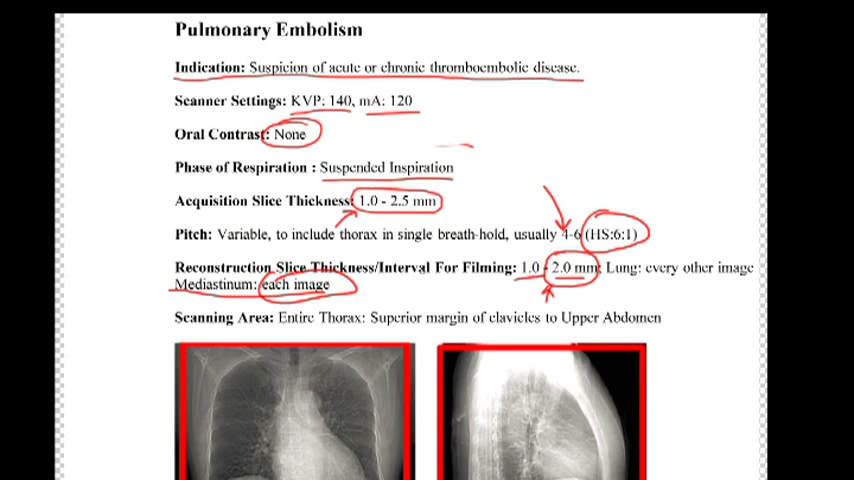 Pulmonary Embolism
Indication: Suspicion of acute or chronic thromboembolic disease.
Scanner Settings: KVP: 140, mA: 120
Oral Contrast: None
Phase of Respiration : Suspended Inspiration
Acquisition Slice Thickness: 1.0 - 2.5 mm
Pitch: Variable, to include thorax in single breath-hold, usually 4-6 (HS:6:1)
Reconstruction Slice Thickness/Interval For Filming: 1.0 - 2.0 mm; Lung: every other image
Mediastinum: each image
Scanning Area: Entire Thorax: Superior margin of clavicles to Upper Abdomen